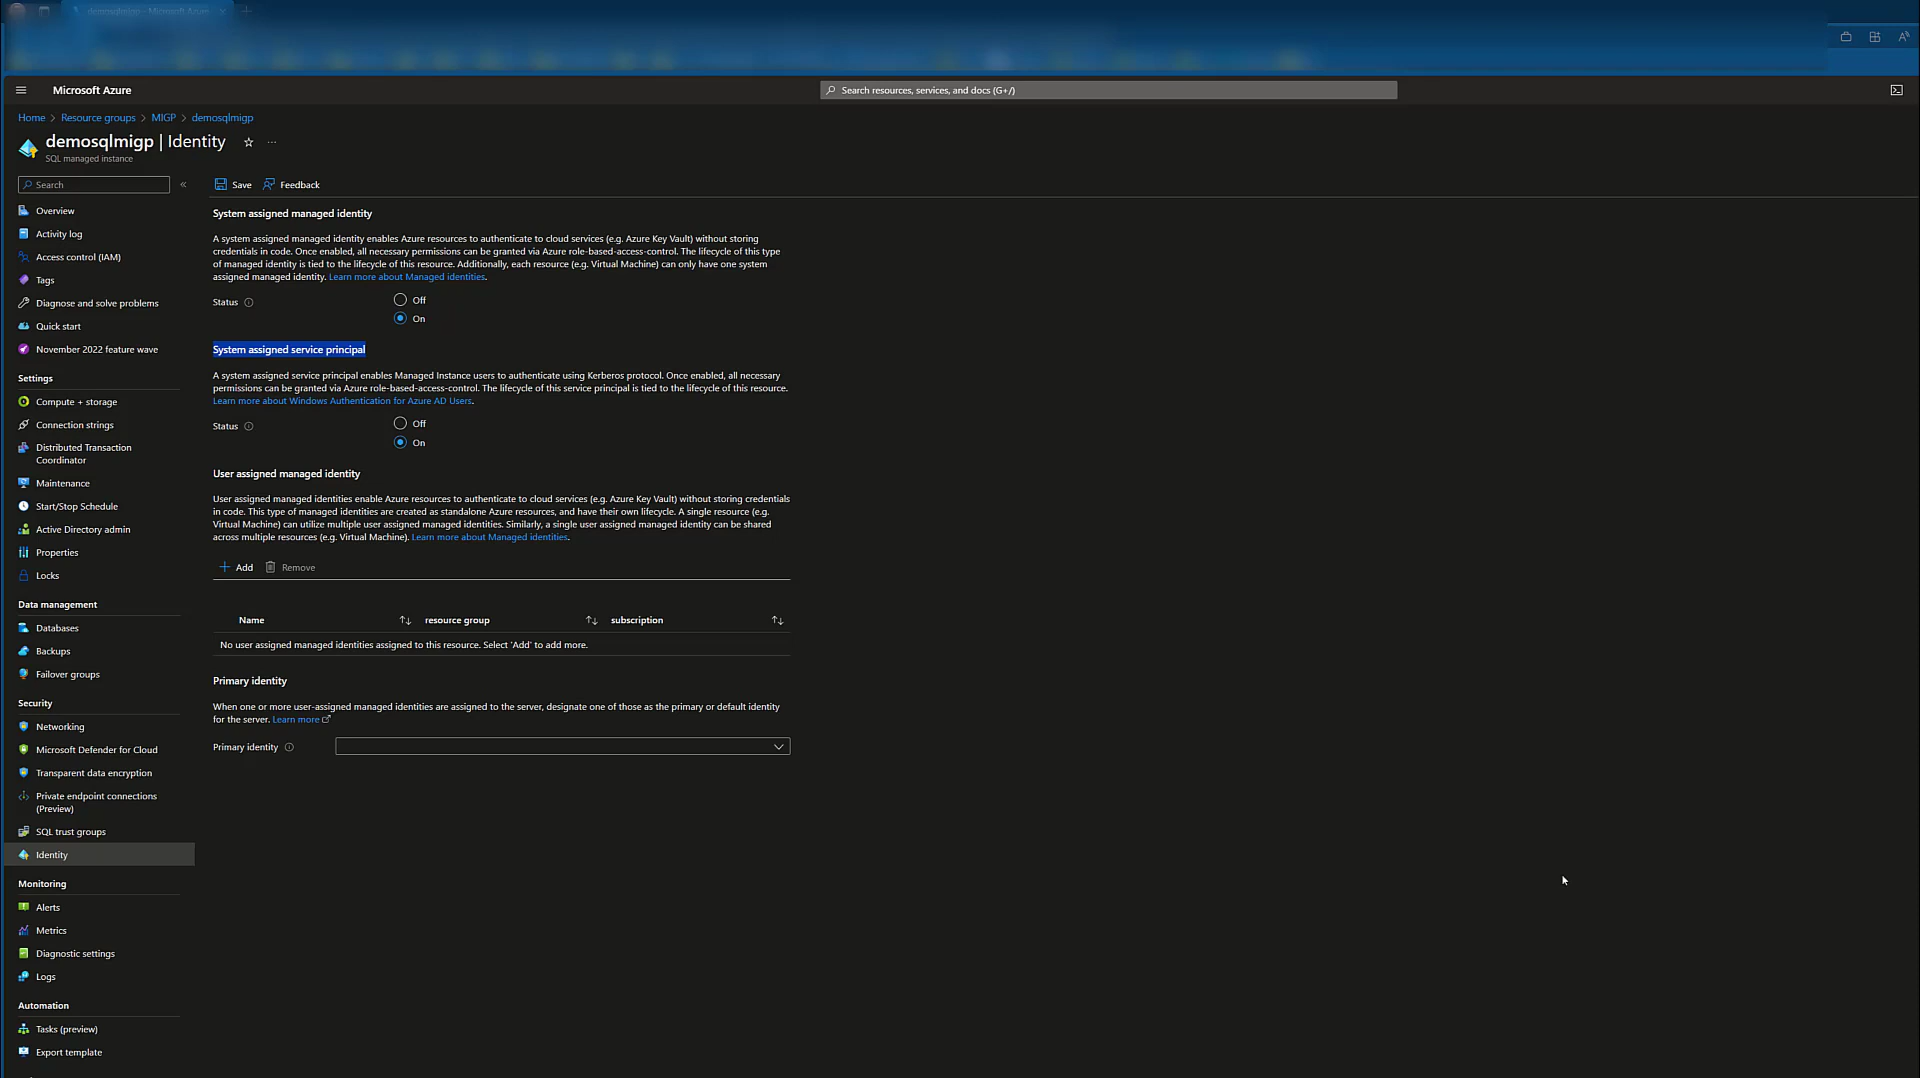 demosqlmigp - Microsoft Azure
Microsoft Azure
Search resources, services, and docs (G+/)
Home > Resource groups > MIGP > demosqlmigp
demosqlmigp | Identity
SQL managed instance
Search
Save
Feedback
Overview
Activity log
Access control (IAM)
Tags
Diagnose and solve problems
Quick start
November 2022 feature wave
Settings
Compute + storage
Connection strings
Distributed Transaction
Coordinator
Maintenance
Start/Stop Schedule
Active Directory admin
Properties
Locks
Data management
Databases
Backups
Failover groups
Security
Networking
Microsoft Defender for Cloud
Transparent data encryption
Private endpoint connections
(Preview)
SQL trust groups
Identity
Monitoring
Alerts
Metrics
Diagnostic settings
Logs
Automation
Tasks (preview)
Export template
System assigned managed identity
A system assigned managed identity enables Azure resources to authenticate to cloud services (e.g. Azure Key Vault) without storing
credentials in code. Once enabled, all necessary permissions can be granted via Azure role-based-access-control. The lifecycle of this type
of managed identity is tied to the lifecycle of this resource. Additionally, each resource (e.g. Virtual Machine) can only have one system
assigned managed identity. Learn more about Managed identities.
Status
Off
On
System assigned service principal
A system assigned service principal enables Managed Instance users to authenticate using Kerberos protocol. Once enabled, all necessary
permissions can be granted via Azure role-based-access-control. The lifecycle of this service principal is tied to the lifecycle of this resource.
Learn more about Windows Authentication for Azure AD Users.
Status
Off
On
User assigned managed identity
User assigned managed identities enable Azure resources to authenticate to cloud services (e.g. Azure Key Vault) without storing credentials
in code. This type of managed identities are created as standalone Azure resources, and have their own lifecycle. A single resource (e.g.
Virtual Machine) can utilize multiple user assigned managed identities. Similarly, a single user assigned managed identity can be shared
across multiple resources (e.g. Virtual Machine). Learn more about Managed identities.
Add
Remove
Name
resource group
subscription
No user assigned managed identities assigned to this resource. Select 'Add' to add more.
Primary identity
When one or more user-assigned managed identities are assigned to the server, designate one of those as the primary or default identity
for the server. Learn more
Primary identity